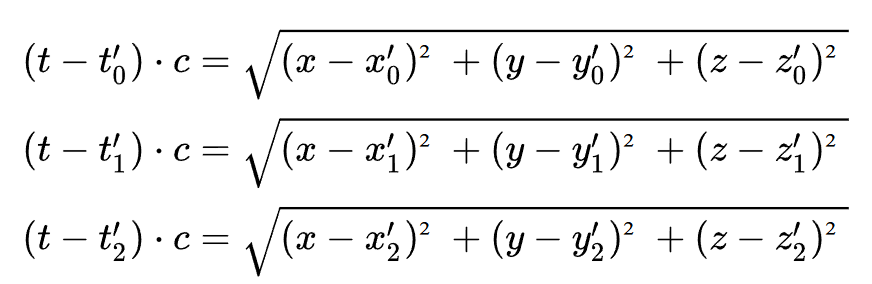 (t − t′₀) · c = √(x − x′₀)² + (y − y′₀)² + (z − z′₀)²
(t − t′₁) · c = √(x − x′₁)² + (y − y′₁)² + (z − z′₁)²
(t − t′₂) · c = √(x − x′₂)² + (y − y′₂)² + (z − z′₂)²